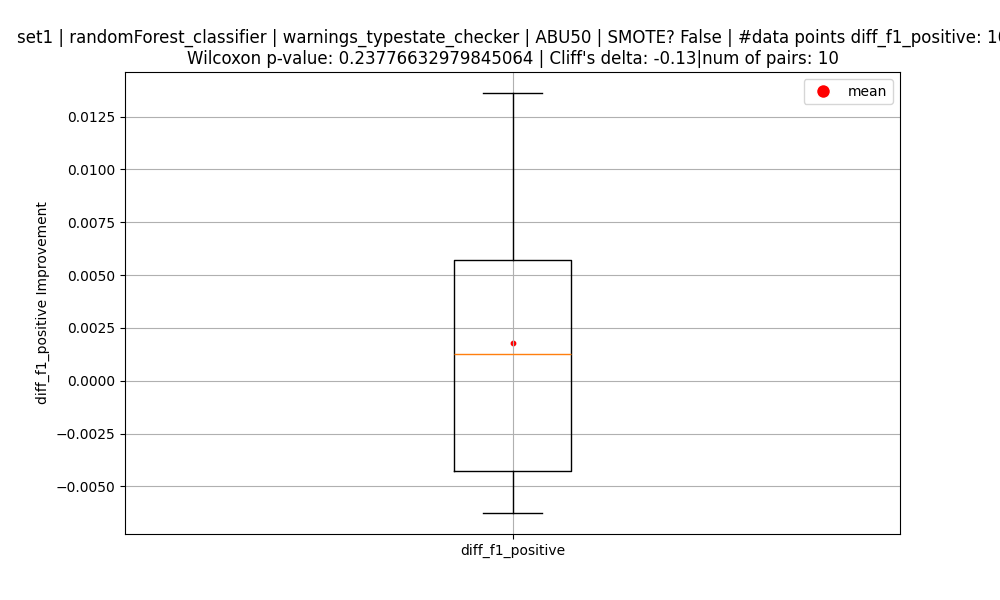 set1 | randomForest_classifier | warnings_typestate_checker | ABU50 | SMOTE? False | #data points diff_f1_positive: 10
Wilcoxon p-value: 0.23776632979845064 | Cliff's delta: -0.13|num of pairs: 10
mean
0.0125
0.0100
0.0075
0.0050
0.0025
0.0000
−0.0025
−0.0050
diff_f1_positive Improvement
diff_f1_positive